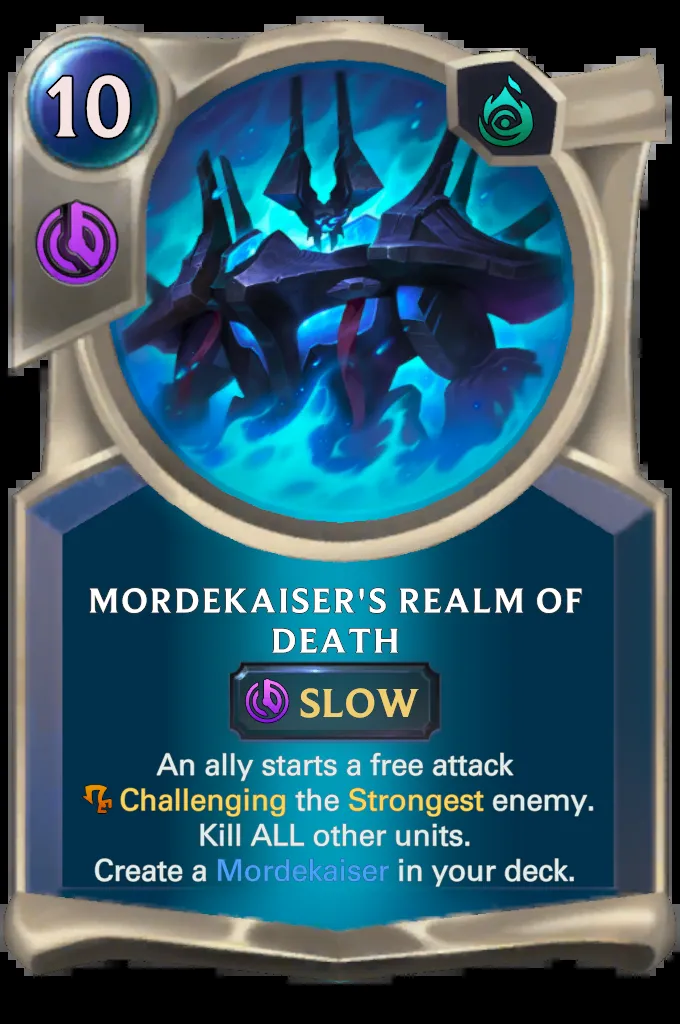 10
MORDEKAISER'S REALM OF
DEATH
SLOW
An ally starts a free attack
Challenging the Strongest enemy.
Kill ALL other units.
Create a Mordekaiser in your deck.